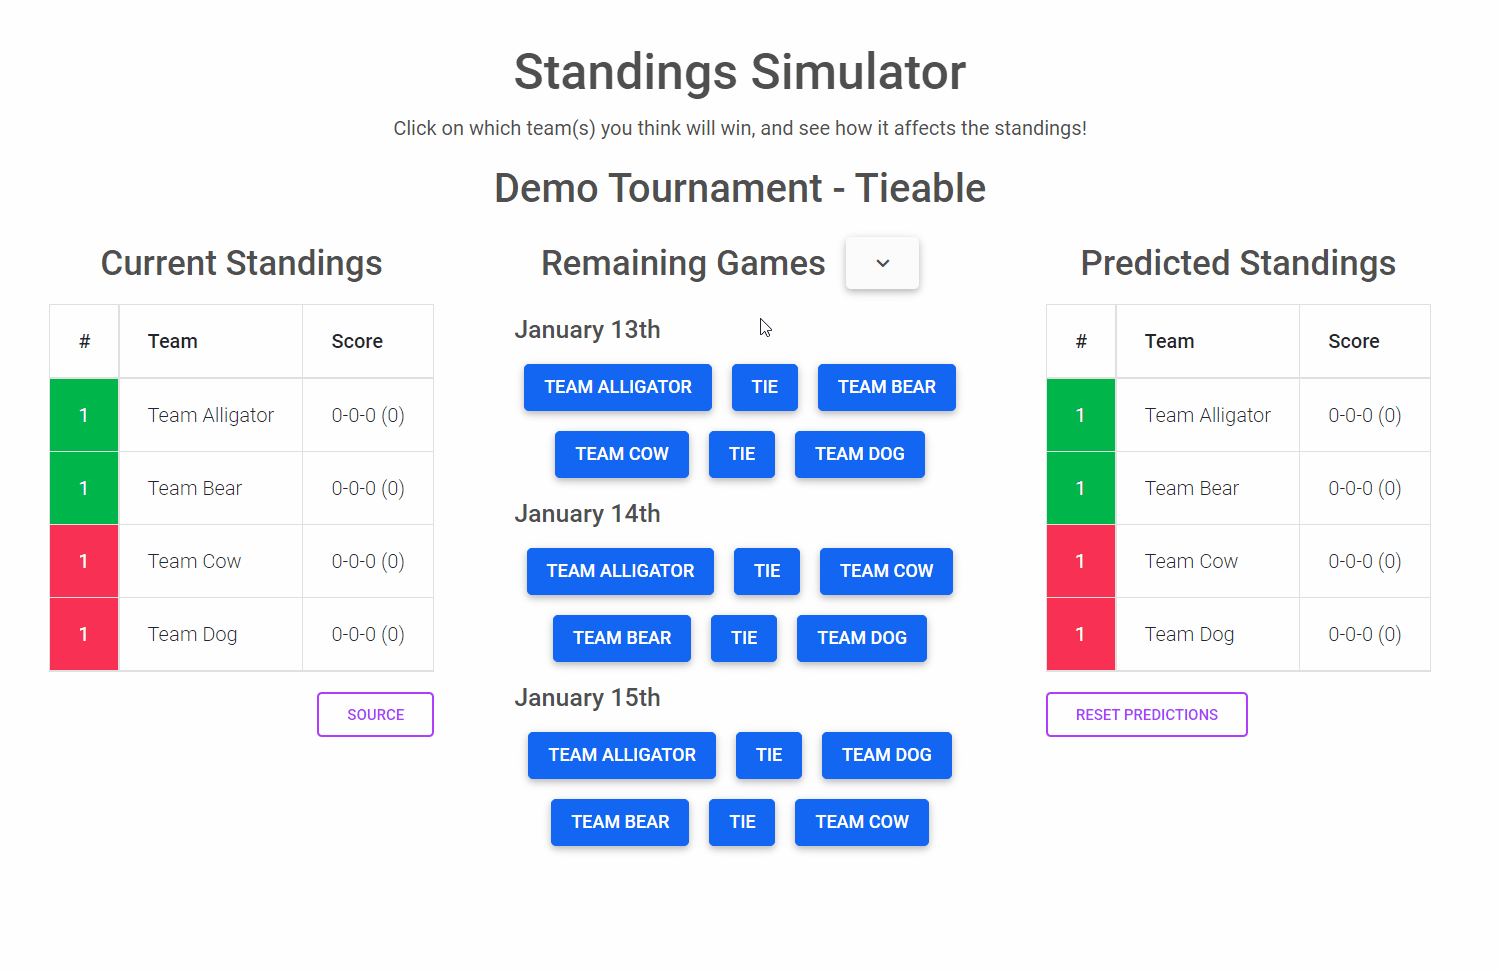 Standings Simulator
Click on which team(s) you think will win, and see how it affects the standings!
Demo Tournament - Tieable
Current Standings
# Team Score
1 Team Alligator 0-0-0 (0)
1 Team Bear 0-0-0 (0)
1 Team Cow 0-0-0 (0)
1 Team Dog 0-0-0 (0)
SOURCE
Remaining Games
January 13th
TEAM ALLIGATOR TIE TEAM BEAR
TEAM COW TIE TEAM DOG
January 14th
TEAM ALLIGATOR TIE TEAM COW
TEAM BEAR TIE TEAM DOG
January 15th
TEAM ALLIGATOR TIE TEAM DOG
TEAM BEAR TIE TEAM COW
Predicted Standings
# Team Score
1 Team Alligator 0-0-0 (0)
1 Team Bear 0-0-0 (0)
1 Team Cow 0-0-0 (0)
1 Team Dog 0-0-0 (0)
RESET PREDICTIONS